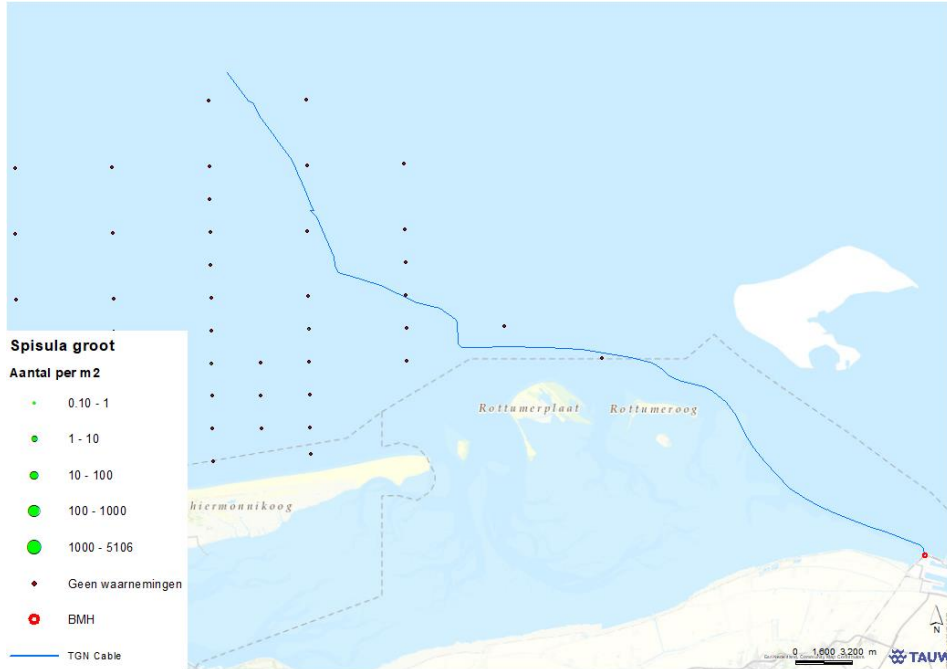 Spisula groot
Aantal per m2
0.10 - 1
1 - 10
10 - 100
100 - 1000
1000 - 5106
Geen waarnemingen
BMH
TGN Cable
Rottumerplaat
Rottumeroog
hiermonnikoog
N
0 1,600 3,200 m
TAUW